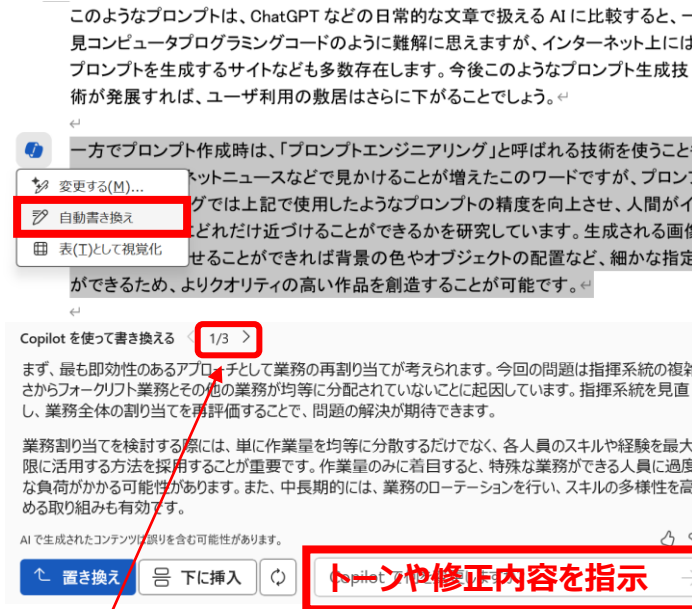 このようなプロンプトは、ChatGPT などの日常的な文章で扱える AI に比較すると、一
見コンピュータプログラミングコードのように難解に思えますが、インターネット上には
プロンプトを生成するサイトなども多数存在します。今後このようなプロンプト生成技
術が発展すれば、ユーザ利用の敷居はさらに下がることでしょう。↵
↵
一方でプロンプト作成時は、「プロンプトエンジニアリング」と呼ばれる技術を使うこと
変更する(M)...
ネットニュースなどで見かけることが増えたこのワードですが、プロン
自動書き換え
グでは上記で使用したようなプロンプトの精度を向上させ、人間がイ
どれだけ近づけることができるかを研究しています。生成される画像
表(T)として視覚化
せることができれば背景の色やオブジェクトの配置など、細かな指定
ができるため、よりクオリティの高い作品を創造することが可能です。↵
↵
Copilot を使って書き換える < 1/3 >
まず、最も即効性のあるアプローチとして業務の再割り当てが考えられます。今回の問題は指揮系統の複雑
さからフォークリフト業務とその他の業務が均等に分配されていないことに起因しています。指揮系統を見直
し、業務全体の割り当てを再評価することで、問題の解決が期待できます。
業務割り当てを検討する際には、単に作業量を均等に分散するだけでなく、各人員のスキルや経験を最大
限に活用する方法を採用することが重要です。作業量のみに着目すると、特殊な業務ができる人員に過度
な負荷がかかる可能性があります。また、中長期的には、業務のローテーションを行い、スキルの多様性を高
める取り組みも有効です。
AI で生成されたコンテンツは誤りを含む可能性があります。
置き換え
下に挿入
トーンや修正内容を指示